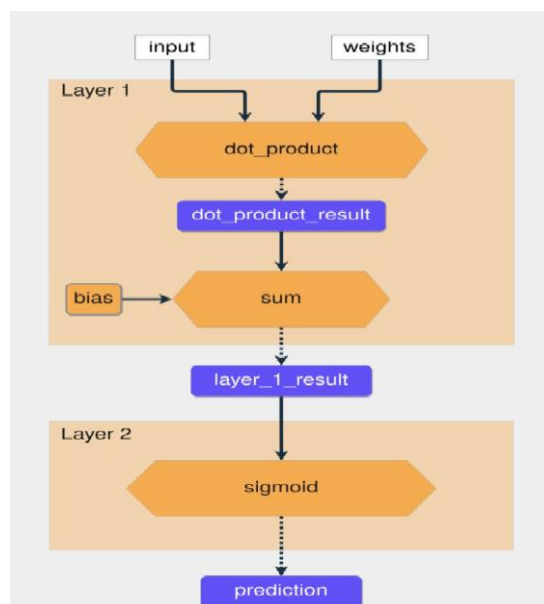 input
weights
Layer 1
dot_product
dot_product_result
bias
sum
layer_1_result
Layer 2
sigmoid
prediction